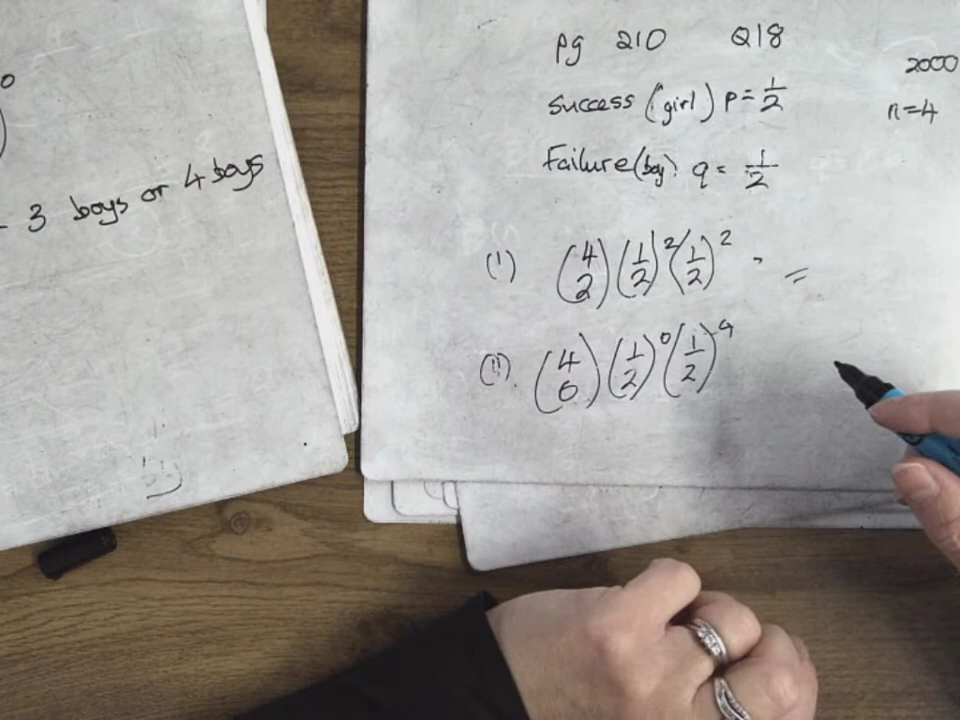 0
- 3 boys or 4 boys
pg 210 Q18
2000
Success (girl) p = 1/2
n=4
Failure (boy) q = 1/2
(i) (4 2) (1/2)^2 (1/2)^2 =
(ii) (4 0) (1/2)^0 (1/2)^4